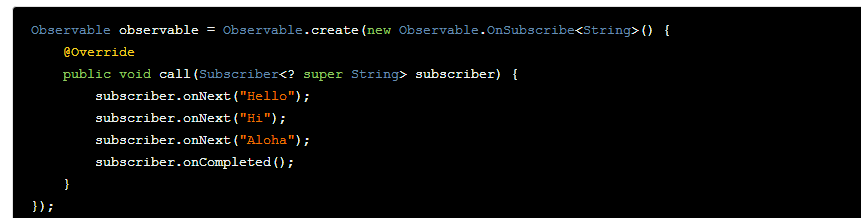 Observable observable = Observable.create(new Observable.OnSubscribe<String>() {
    @Override
    public void call(Subscriber<? super String> subscriber) {
        subscriber.onNext("Hello");
        subscriber.onNext("Hi");
        subscriber.onNext("Aloha");
        subscriber.onCompleted();
    }
});